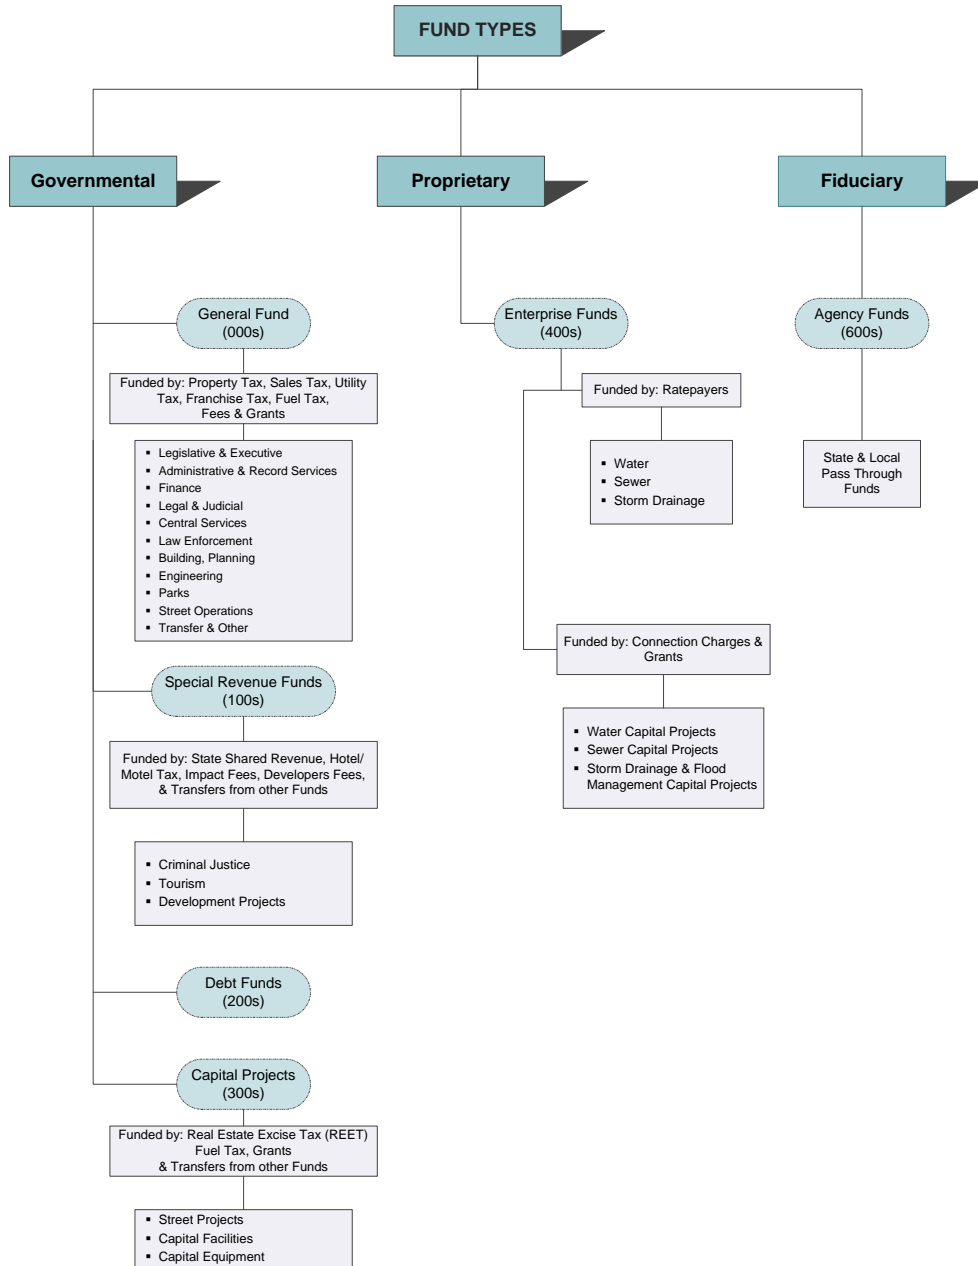 FUND TYPES
Governmental
Proprietary
Fiduciary
General Fund
(000s)
Funded by: Property Tax, Sales Tax, Utility
Tax, Franchise Tax, Fuel Tax,
Fees & Grants
▪ Legislative & Executive
▪ Administrative & Record Services
▪ Finance
▪ Legal & Judicial
▪ Central Services
▪ Law Enforcement
▪ Building, Planning
▪ Engineering
▪ Parks
▪ Street Operations
▪ Transfer & Other
Special Revenue Funds
(100s)
Funded by: State Shared Revenue, Hotel/
Motel Tax, Impact Fees, Developers Fees,
& Transfers from other Funds
▪ Criminal Justice
▪ Tourism
▪ Development Projects
Debt Funds
(200s)
Capital Projects
(300s)
Funded by: Real Estate Excise Tax (REET)
Fuel Tax, Grants
& Transfers from other Funds
▪ Street Projects
▪ Capital Facilities
▪ Capital Equipment
Enterprise Funds
(400s)
Funded by: Ratepayers
▪ Water
▪ Sewer
▪ Storm Drainage
Funded by: Connection Charges &
Grants
▪ Water Capital Projects
▪ Sewer Capital Projects
▪ Storm Drainage & Flood
Management Capital Projects
Agency Funds
(600s)
State & Local
Pass Through
Funds